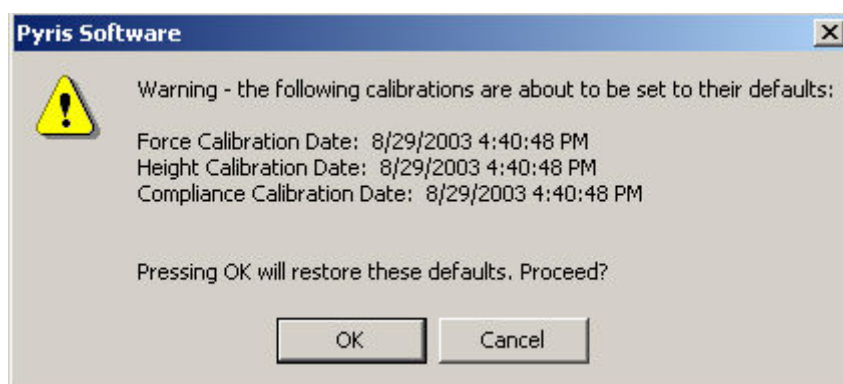 Pyris Software
Warning - the following calibrations are about to be set to their defaults:
Force Calibration Date:  8/29/2003 4:40:48 PM
Height Calibration Date:  8/29/2003 4:40:48 PM
Compliance Calibration Date:  8/29/2003 4:40:48 PM
Pressing OK will restore these defaults. Proceed?
OK
Cancel